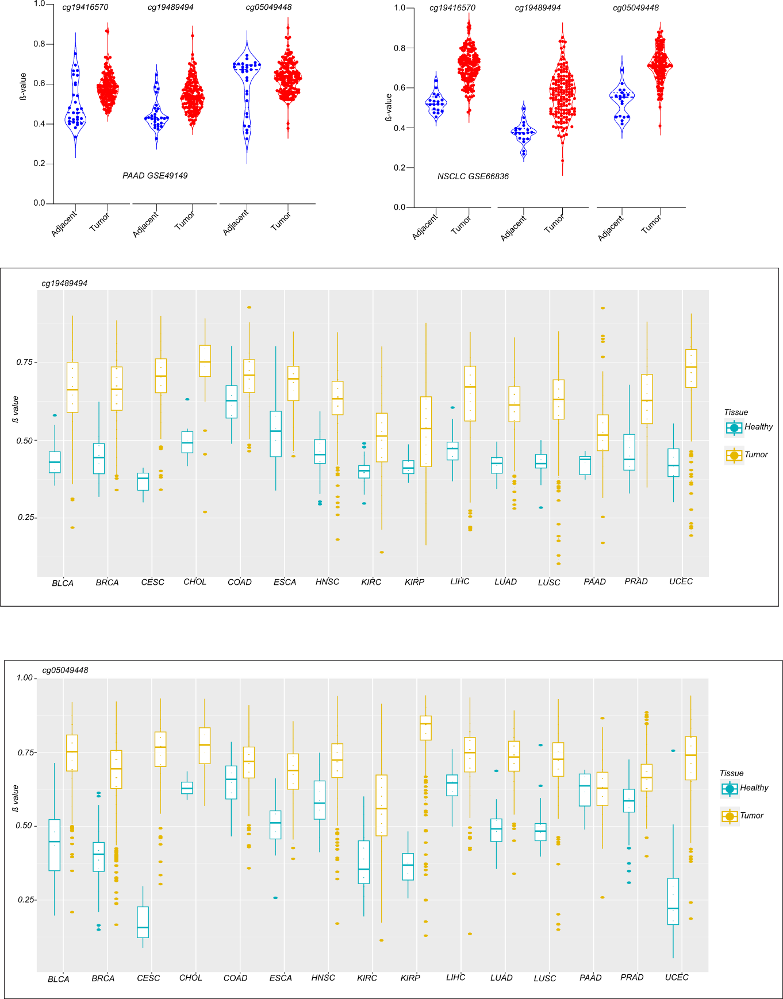 cg19416570 cg19489494 cg05049448
1.0
0.8
0.6
0.4
0.2
0.0
ß-value
PAAD GSE49149
Adjacent Tumor Adjacent Tumor Adjacent Tumor
cg19416570 cg19489494 cg05049448
1.0
0.8
0.6
0.4
0.2
0.0
ß-value
NSCLC GSE66836
Adjacent Tumor Adjacent Tumor Adjacent Tumor
cg19489494
0.75
0.50
0.25
ß value
BLCA BRCA CESC CHOL COAD ESCA HNSC KIRC KIRP LIHC LUAD LUSC PAAD PRAD UCEC
Tissue
Healthy
Tumor
cg05049448
1.00
0.75
0.50
0.25
ß value
BLCA BRCA CESC CHOL COAD ESCA HNSC KIRC KIRP LIHC LUAD LUSC PAAD PRAD UCEC
Tissue
Healthy
Tumor